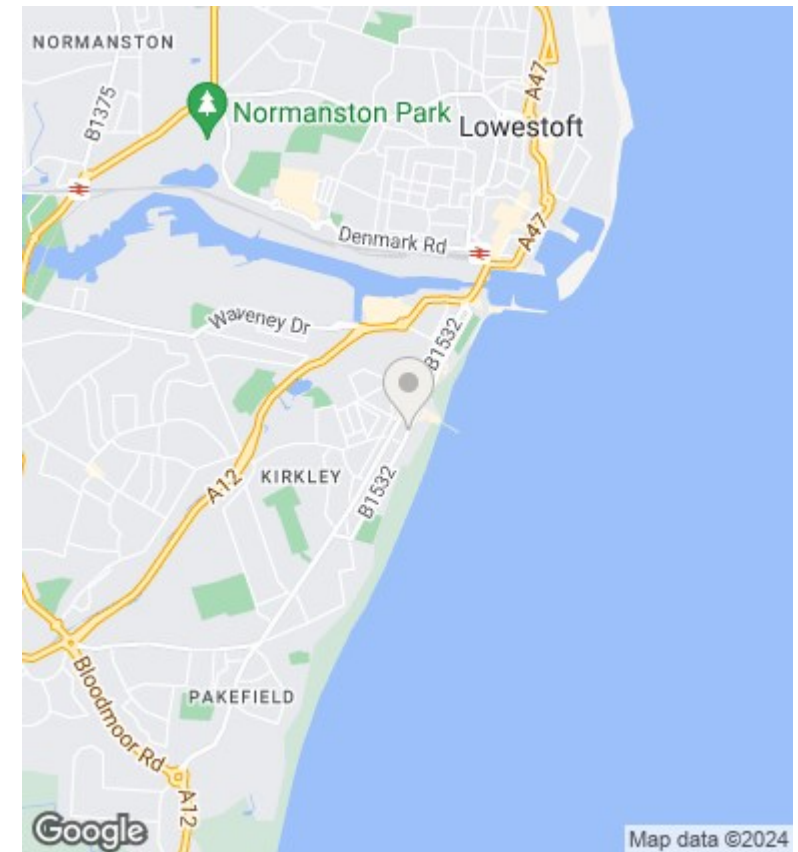 NORMANSTON
B1375
A47
Normanston Park
Lowestoft
Denmark Rd
A47
Waveney Dr
B1532
A12
KIRKLEY
B1532
PAKEFIELD
Bloodmoor Rd
A12
Google
Map data ©2024